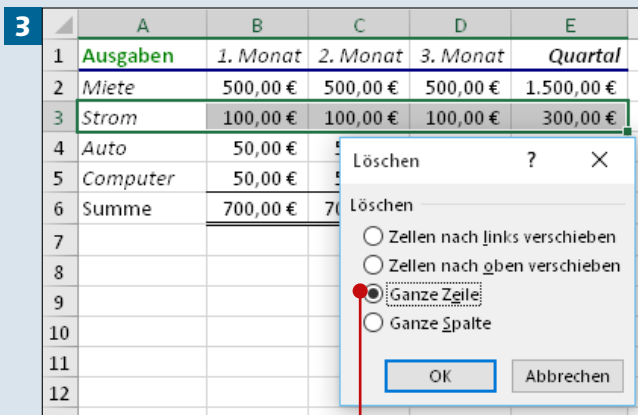 3
A B C D E
1 Ausgaben 1. Monat 2. Monat 3. Monat Quartal
2 Miete 500,00 € 500,00 € 500,00 € 1.500,00 €
3 Strom 100,00 € 100,00 € 100,00 € 300,00 €
4 Auto 50,00 €
5 Computer 50,00 €
6 Summe 700,00 €
7
8
9
10
11
12
Löschen ? ×
Löschen
Zellen nach links verschieben
Zellen nach oben verschieben
Ganze Zeile
Ganze Spalte
OK Abbrechen